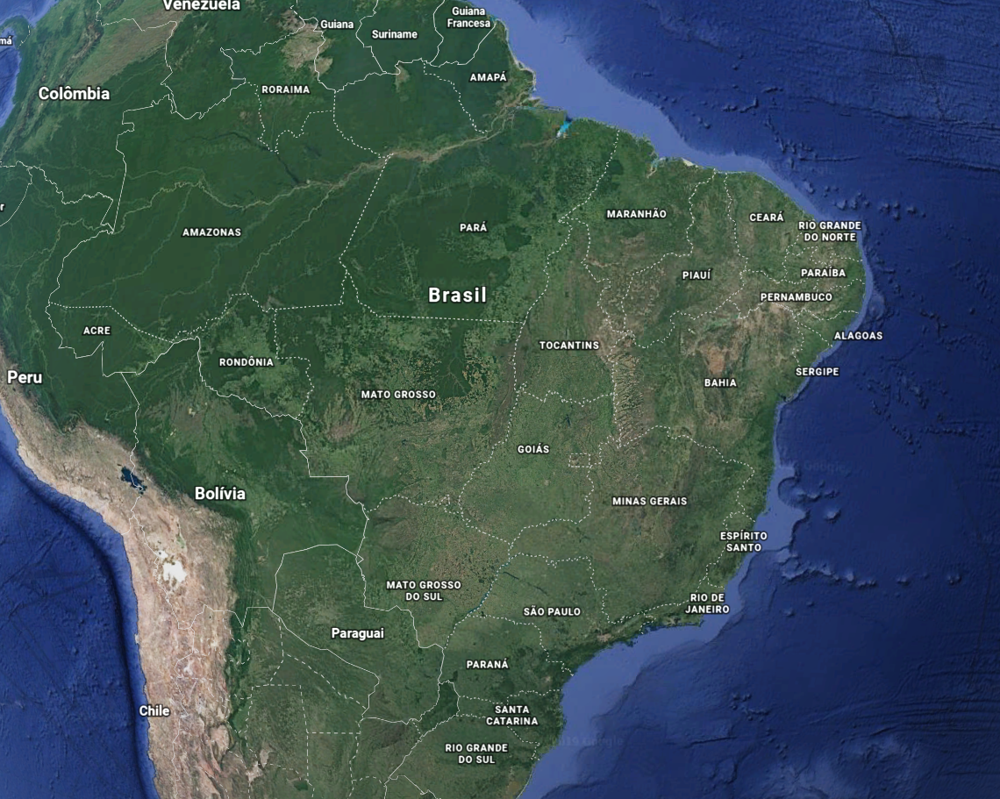 Venezuela
Guiana
Suriname
Guiana
Francesa
má
Colômbia
RORAIMA
AMAPÁ
r
AMAZONAS
PARÁ
MARANHÃO
CEARÁ
RIO GRANDE
DO NORTE
PIAUÍ
PARAÍBA
Brasil
PERNAMBUCO
ACRE
TOCANTINS
ALAGOAS
RONDÔNIA
Peru
MATO GROSSO
BAHIA
SERGIPE
GOIÁS
Bolívia
MINAS GERAIS
ESPÍRITO
SANTO
MATO GROSSO
DO SUL
SÃO PAULO
RIO DE
JANEIRO
Paraguai
PARANÁ
Chile
SANTA
CATARINA
RIO GRANDE
DO SUL